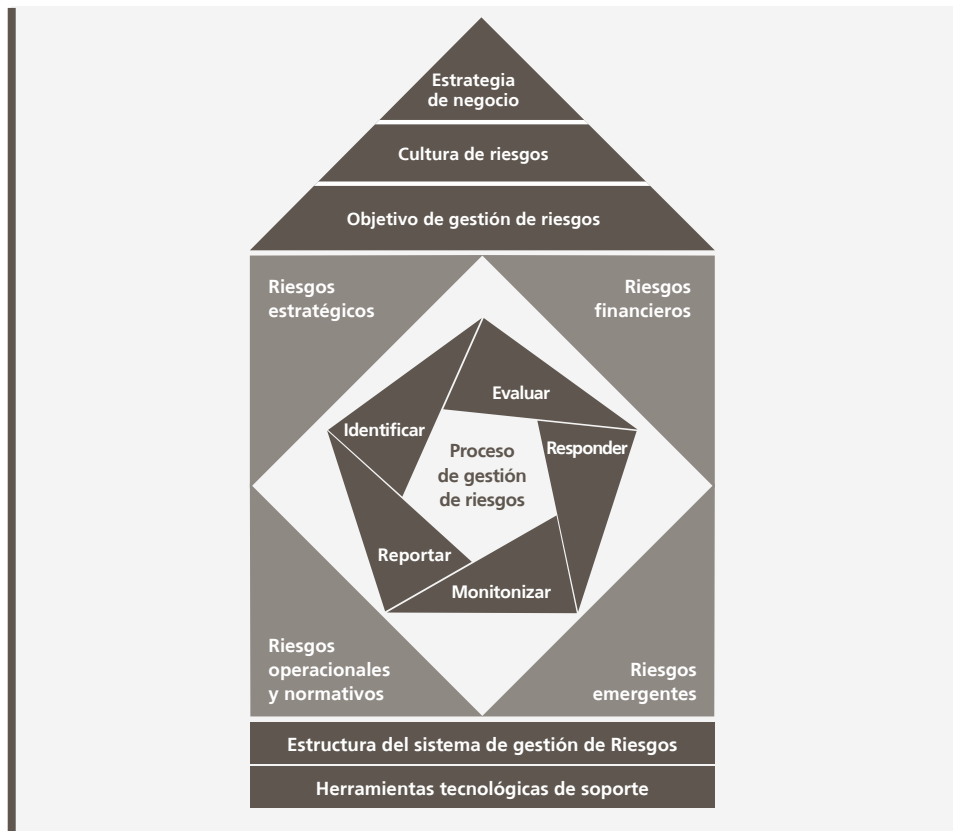 Estrategia
de negocio
Cultura de riesgos
Objetivo de gestión de riesgos
Riesgos
estratégicos
Riesgos
financieros
Evaluar
Identificar
Responder
Proceso
de gestión
de riesgos
Reportar
Monitonizar
Riesgos
operacionales
y normativos
Riesgos
emergentes
Estructura del sistema de gestión de Riesgos
Herramientas tecnológicas de soporte